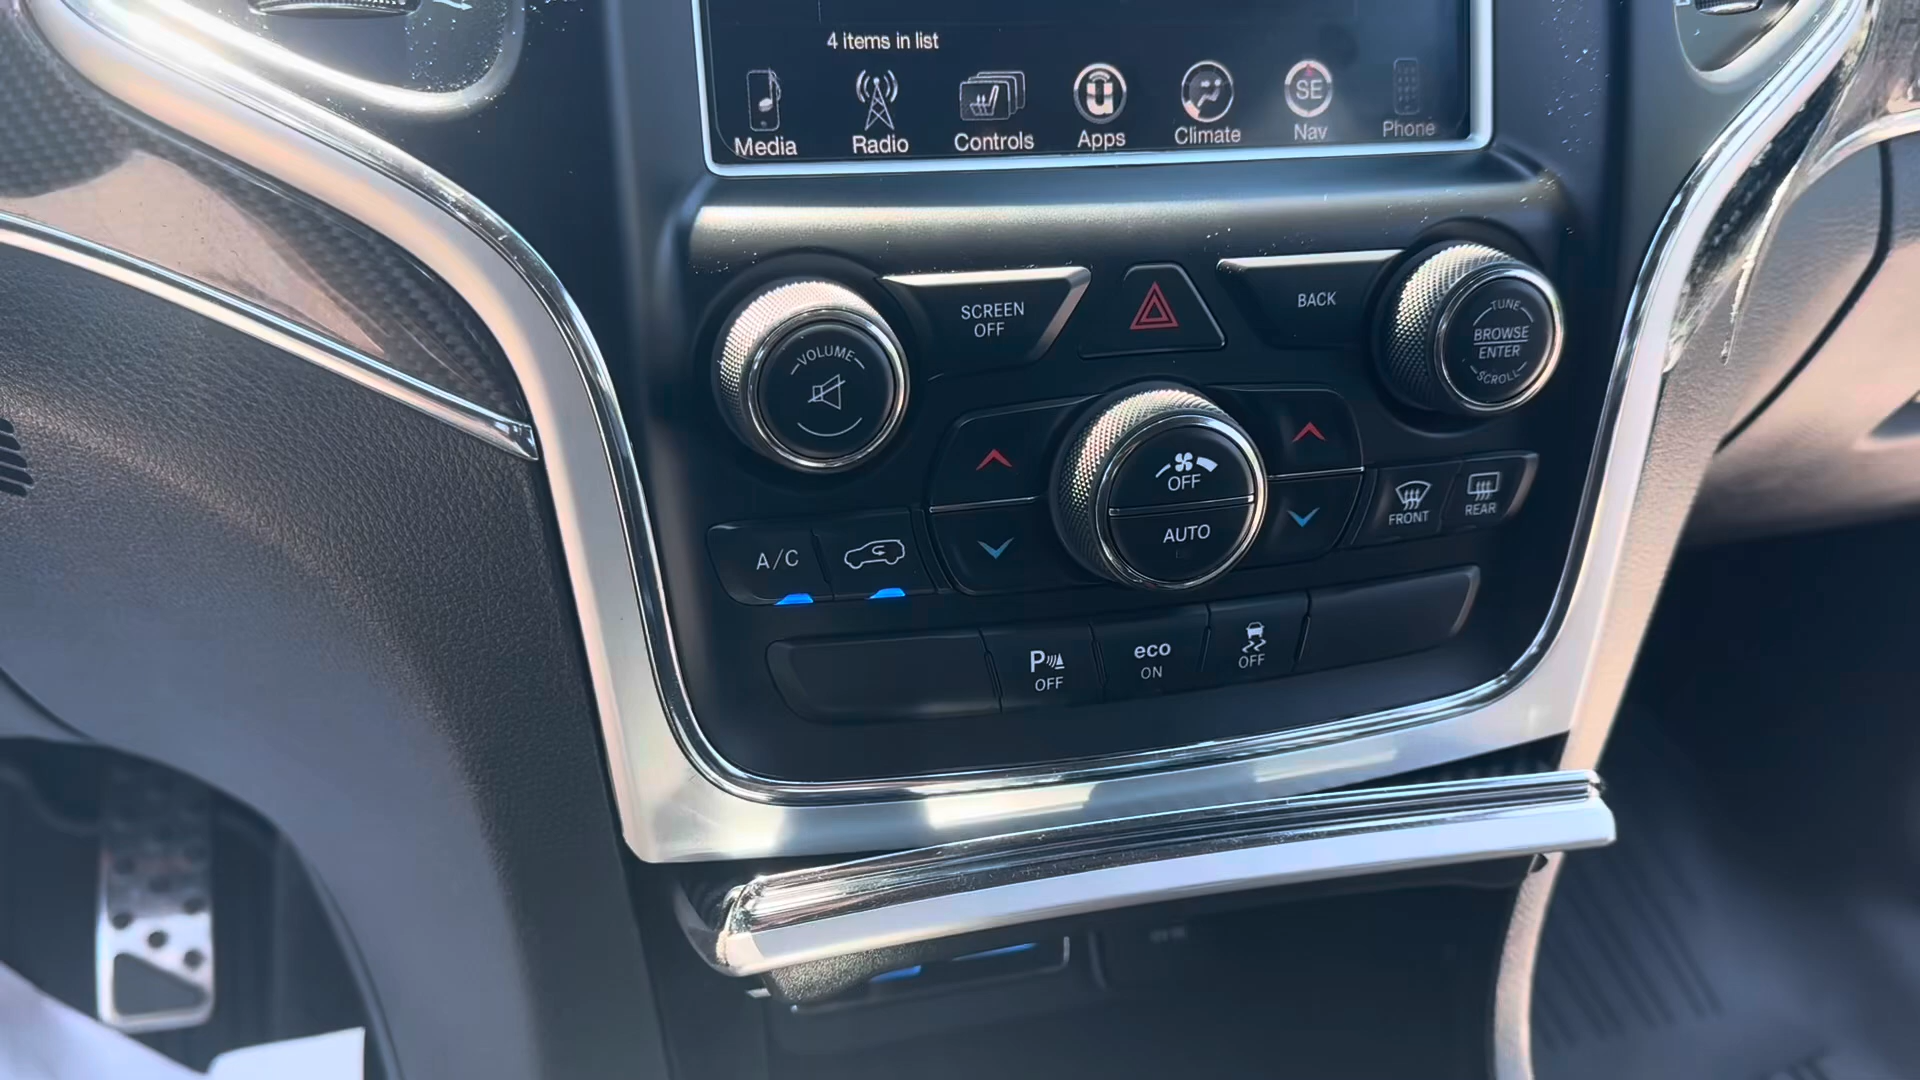 4 items in list
Media
Radio
Controls
Apps
Climate
SE
Nav
Phone
SCREEN
OFF
BACK
VOLUME
TUNE
BROWSE
ENTER
SCROLL
OFF
AUTO
FRONT
REAR
A/C
P
OFF
eco
ON
OFF